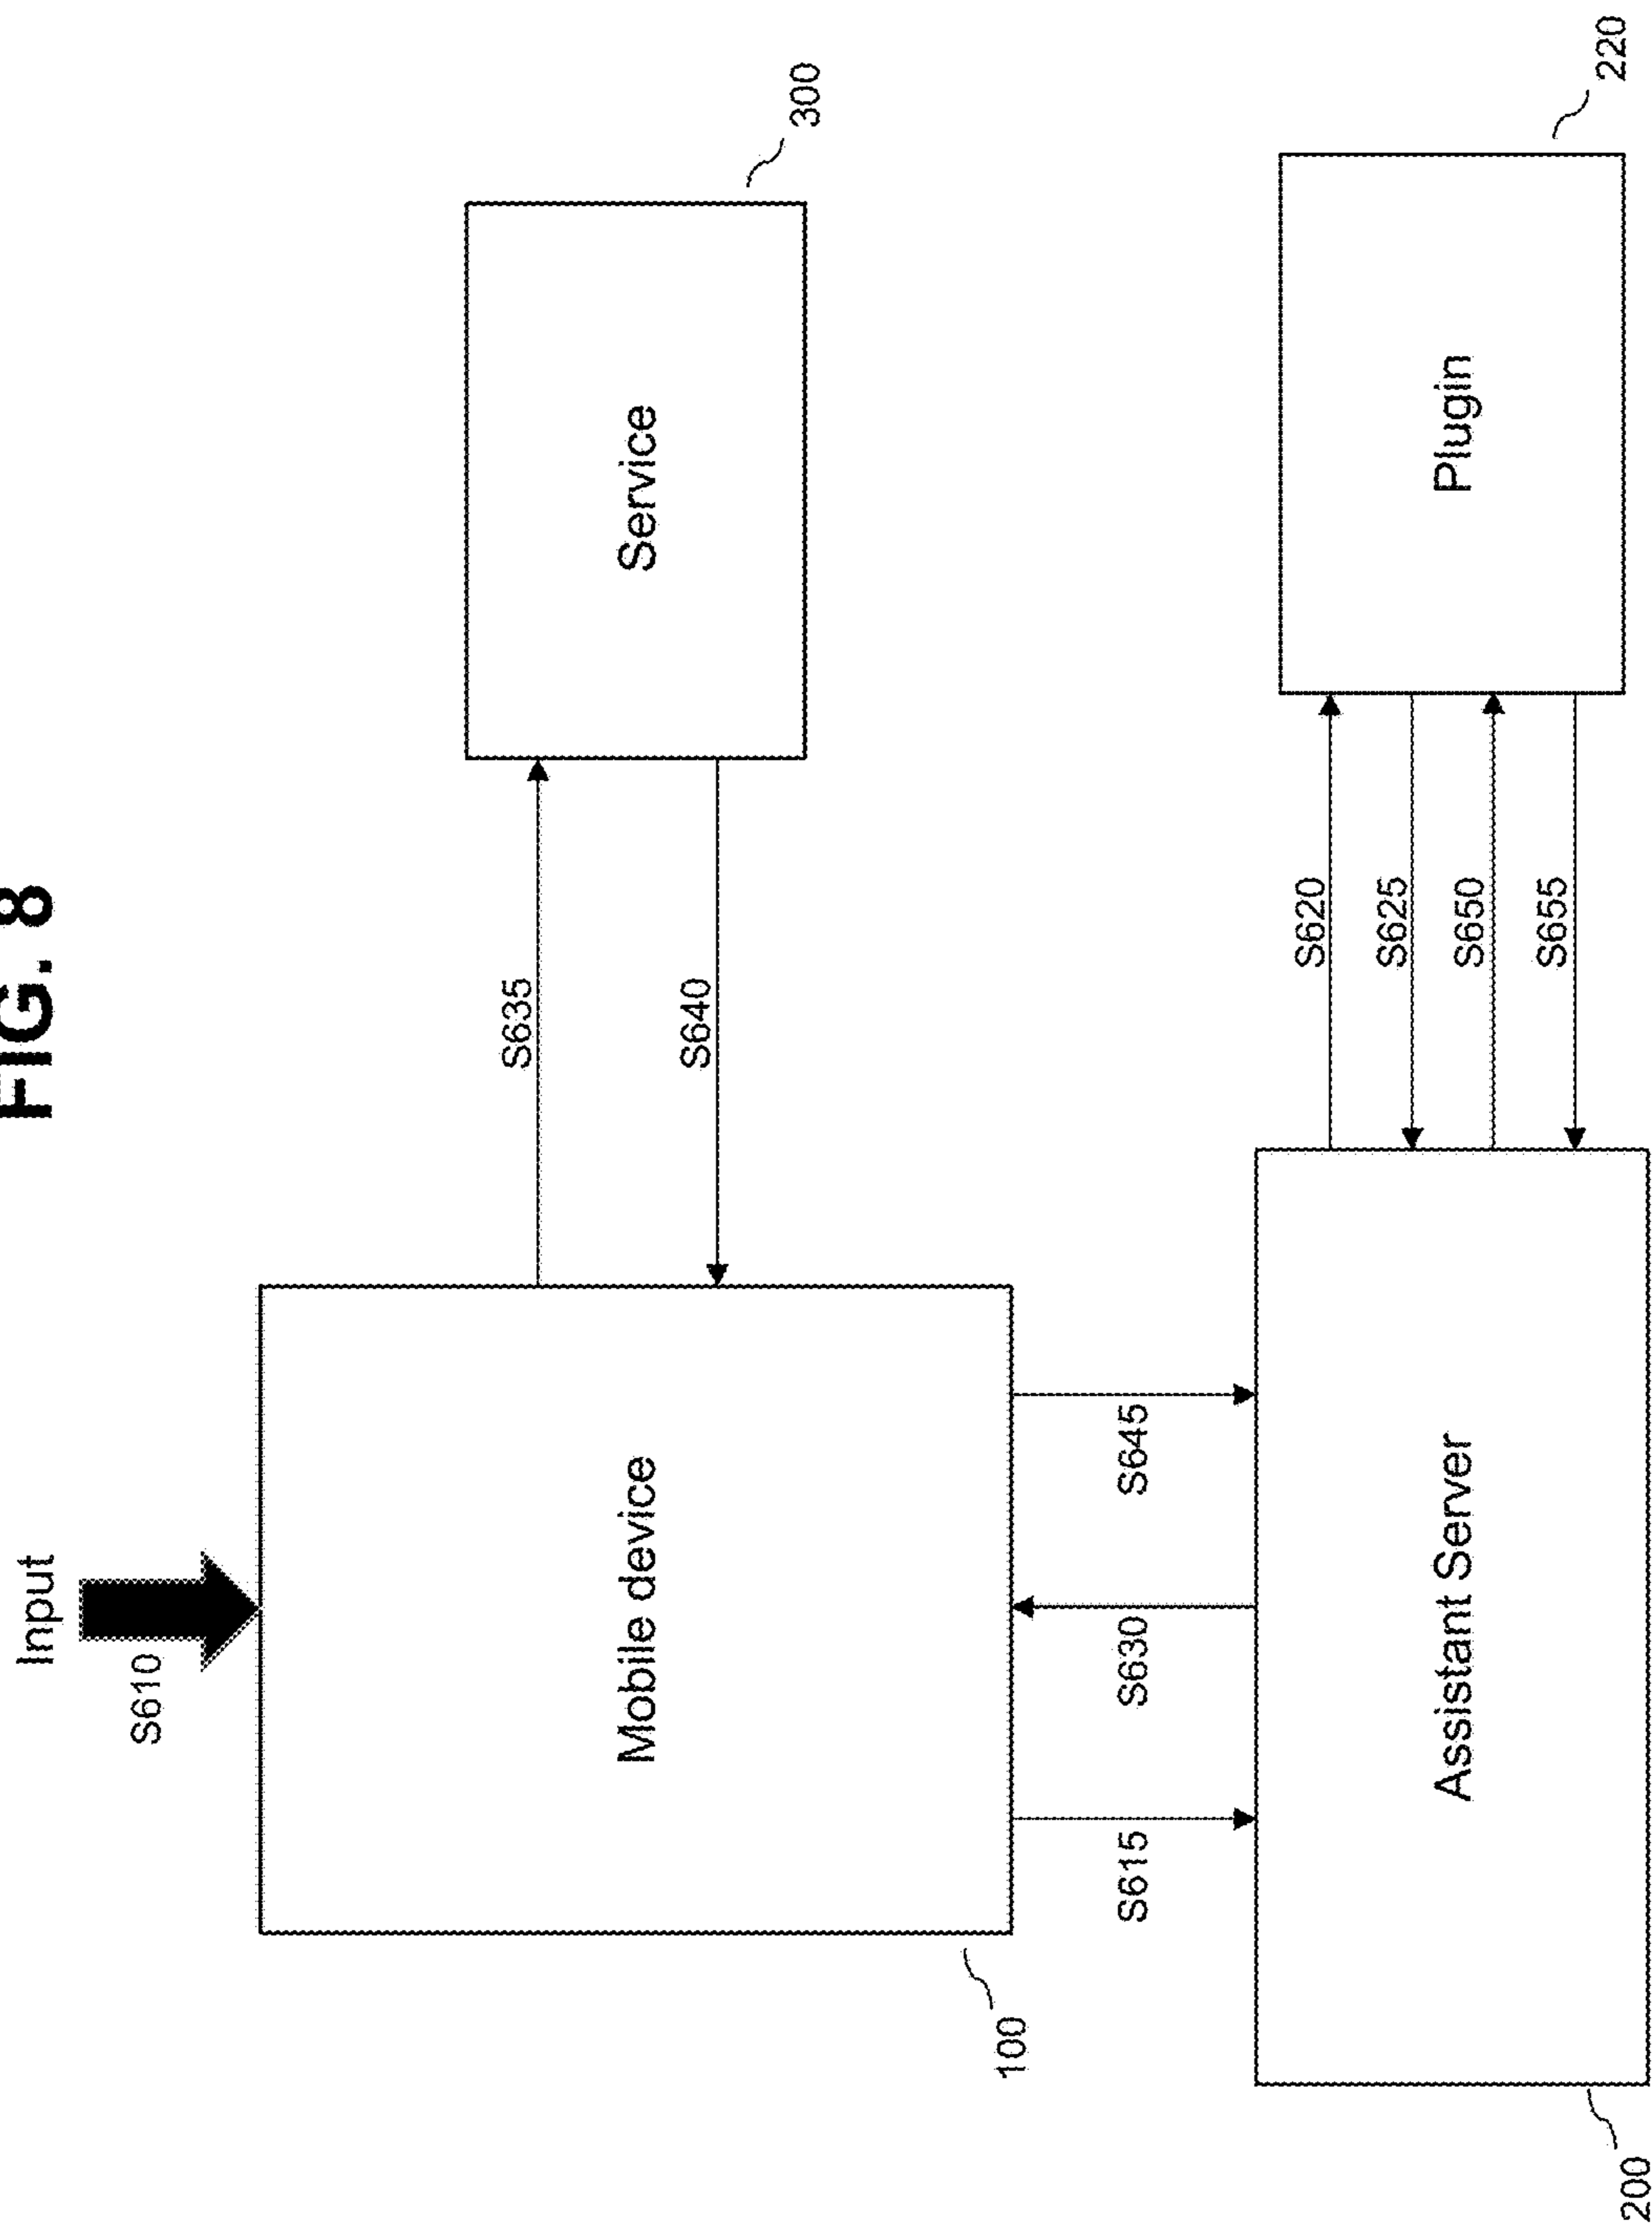 FIG. 8
Input
S610
Mobile device
100
S635
S640
Service
300
S615
S630
S645
Assistant Server
200
S620
S625
S650
S655
Plugin
220